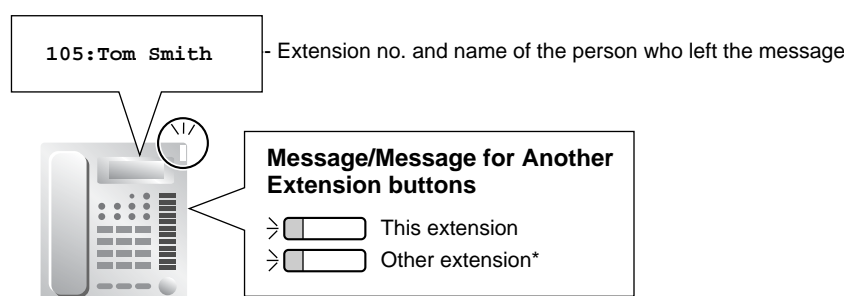 105:Tom Smith
- Extension no. and name of the person who left the message
Message/Message for Another
Extension buttons
This extension
Other extension*